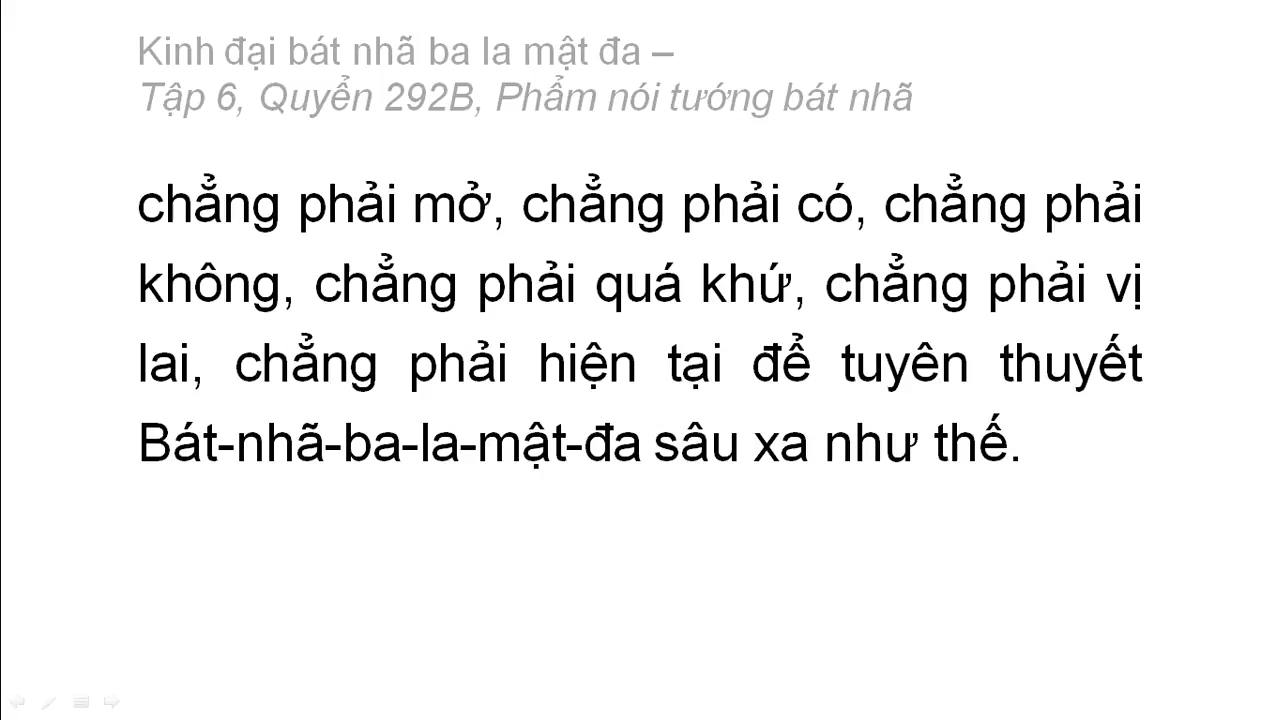 Kinh đại bát nhã ba la mật đa –
Tập 6, Quyển 292B, Phẩm nói tướng bát nhã
chẳng phải mở, chẳng phải có, chẳng phải
không, chẳng phải quá khứ, chẳng phải vị
lai, chẳng phải hiện tại để tuyên thuyết
Bát-nhã-ba-la-mật-đa sâu xa như thế.